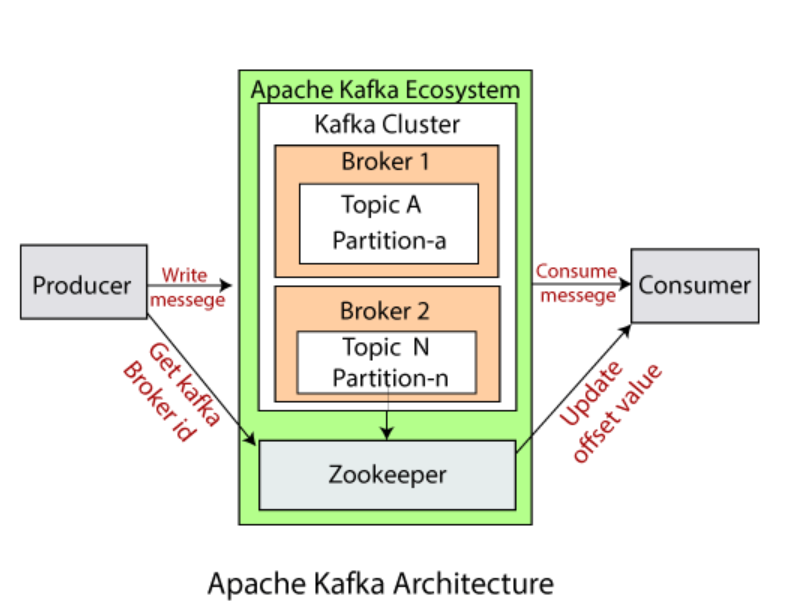 Apache Kafka Ecosystem
Kafka Cluster
Broker 1
Topic A
Partition-a
Producer
Write
messege
Consume
messege
Consumer
Broker 2
Topic N
Partition-n
Get kafka
Broker id
Update
offset value
Zookeeper
Apache Kafka Architecture